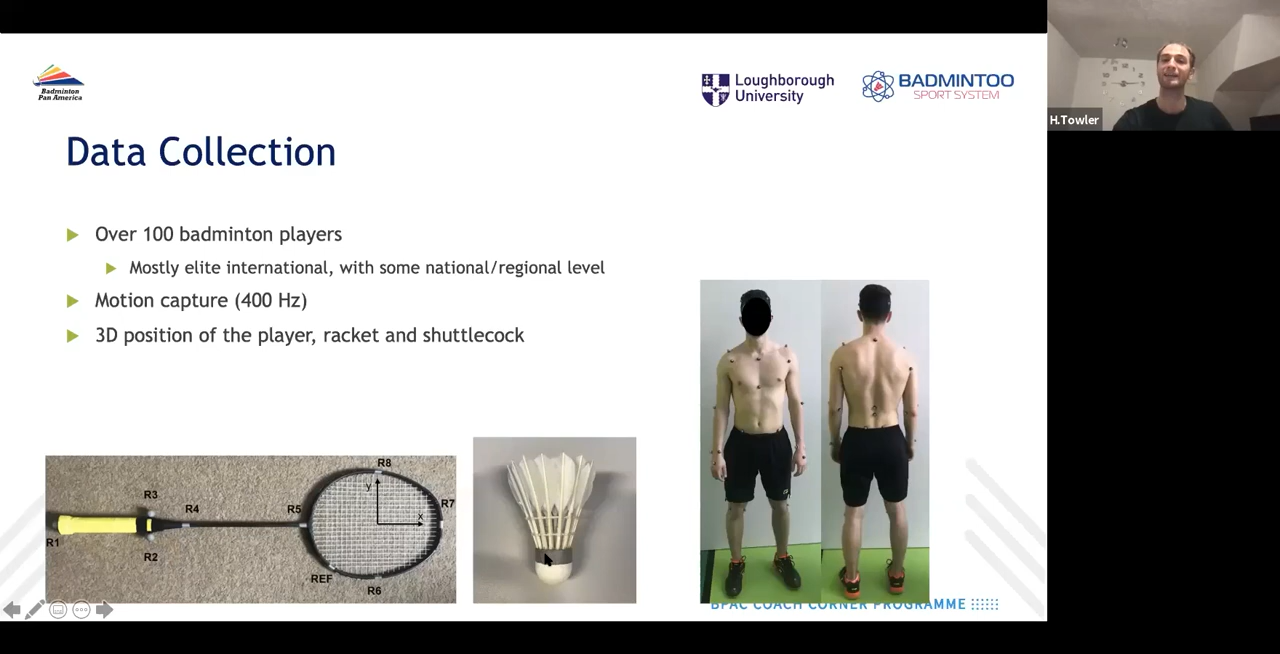 Badminton
Pan America
Loughborough
University
BADMINTOO
SPORT SYSTEM
H.Towler
Data Collection
Over 100 badminton players
Mostly elite international, with some national/regional level
Motion capture (400 Hz)
3D position of the player, racket and shuttlecock
R1
R2
R3
R4
R5
R8
y
x
R7
REF
R6
BPAC COACH CORNER PROGRAMME